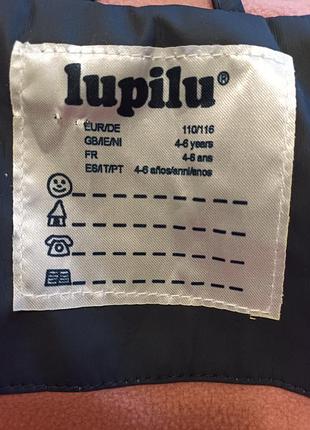 lupilu®
EUR/DE 110/116
GB/IE/NI 4-6 years
FR 4-6 ans
ES/IT/PT 4-6 años/anni/anos